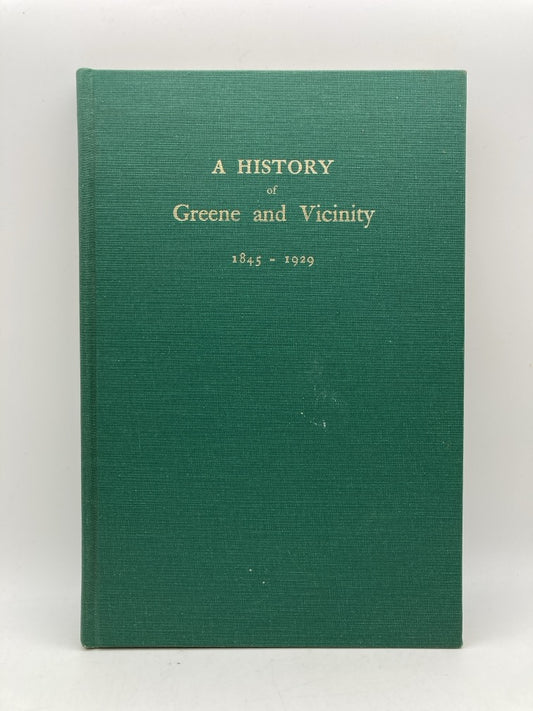 A HISTORY
of
Greene and Vicinity
1845 - 1929